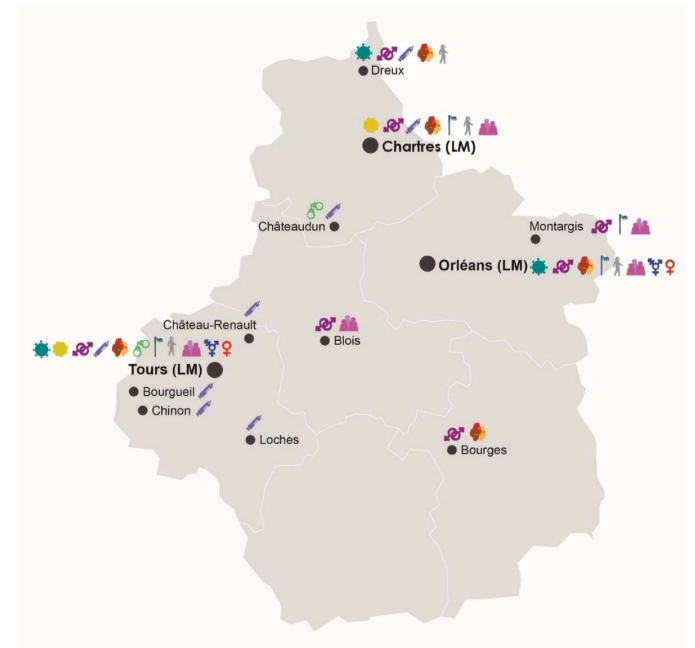 Dreux
Chartres (LM)
Châteaudun
Montargis
Orléans (LM)
Château-Renault
Blois
Tours (LM)
Bourgueil
Chinon
Loches
Bourges